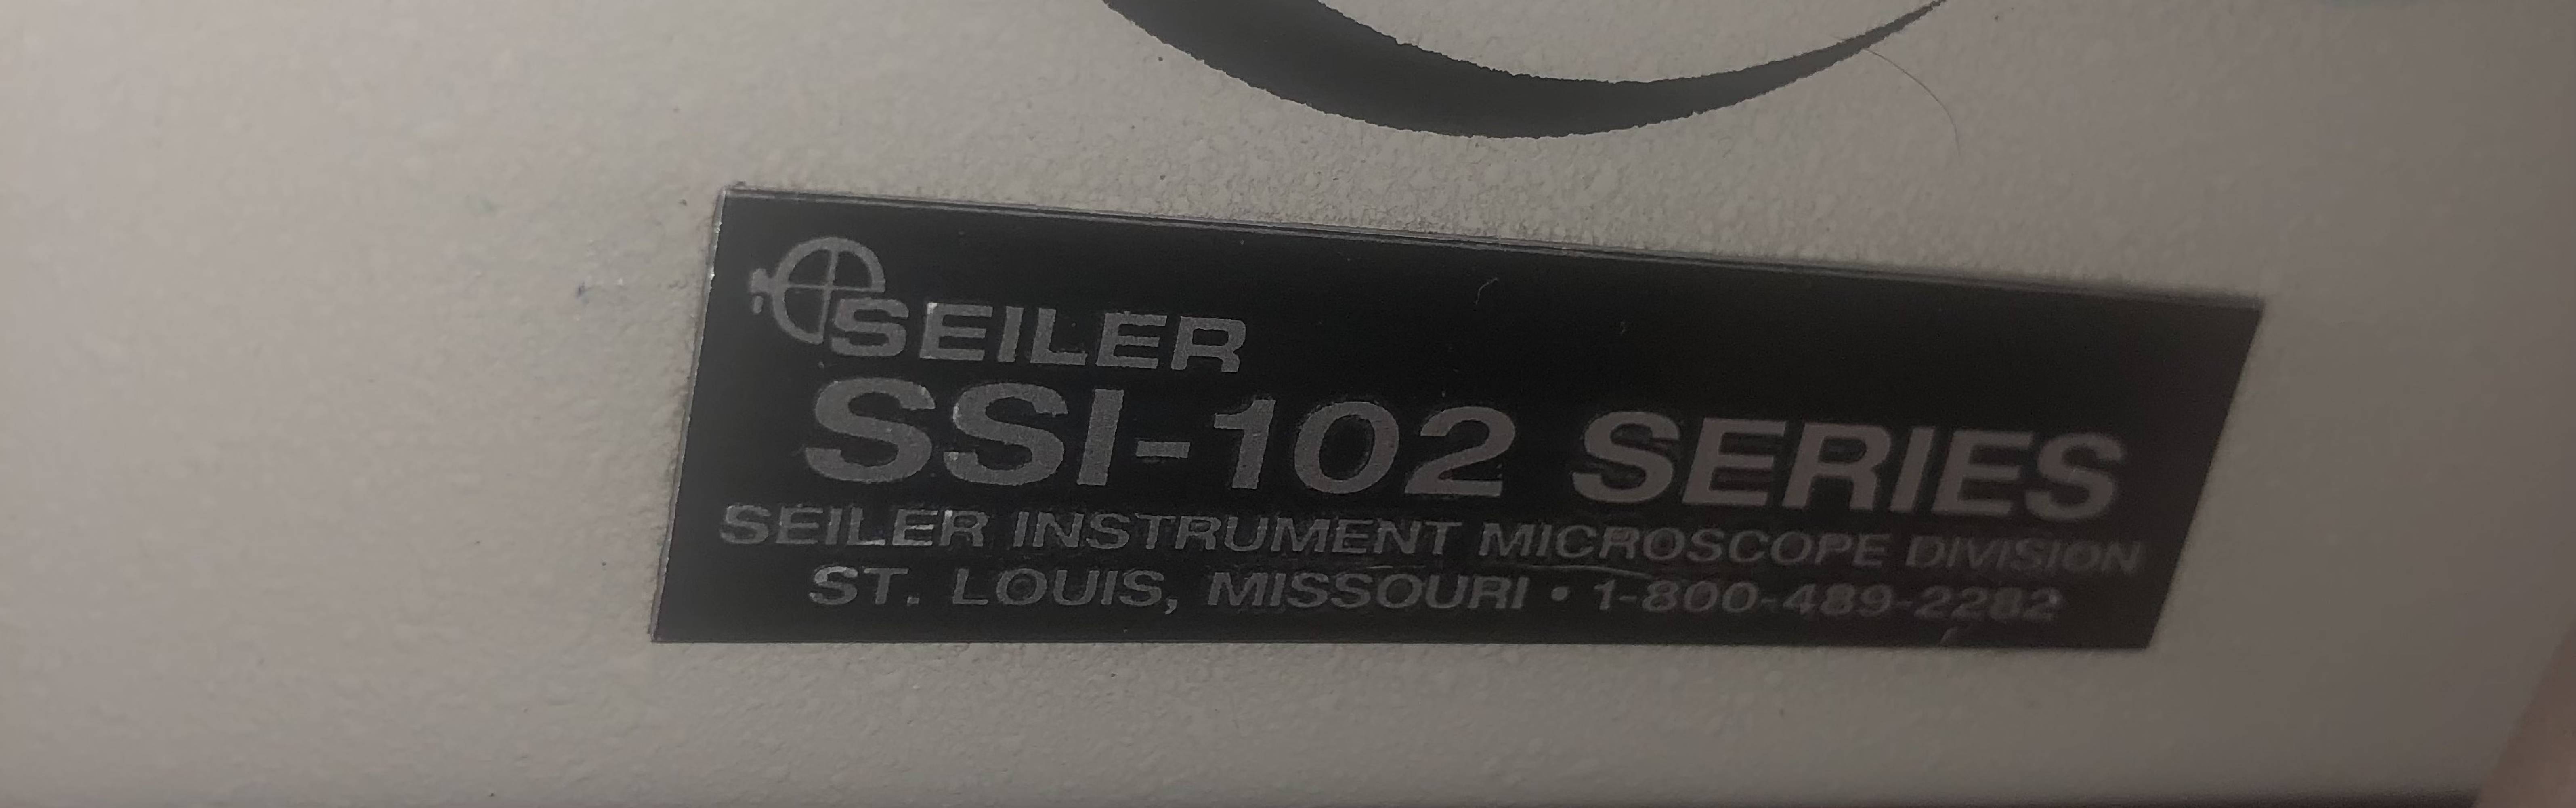 SEILER
SSI-102 SERIES
SEILER INSTRUMENT MICROSCOPE DIVISION
ST. LOUIS, MISSOURI • 1-800-489-2282